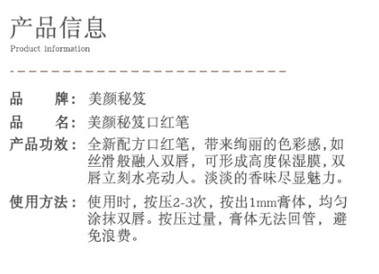 产品信息
Product information
品 牌：美颜秘笈
品 名：美颜秘笈口红笔
产品功效：全新配方口红笔，带来绚丽的色彩感，如
丝滑般融入双唇，可形成高度保湿膜，双
唇立刻水亮动人。淡淡的香味尽显魅力。
使用方法：使用时，按压2-3次，按出1mm膏体，均匀
涂抹双唇。按压过量，膏体无法回管，避
免浪费。